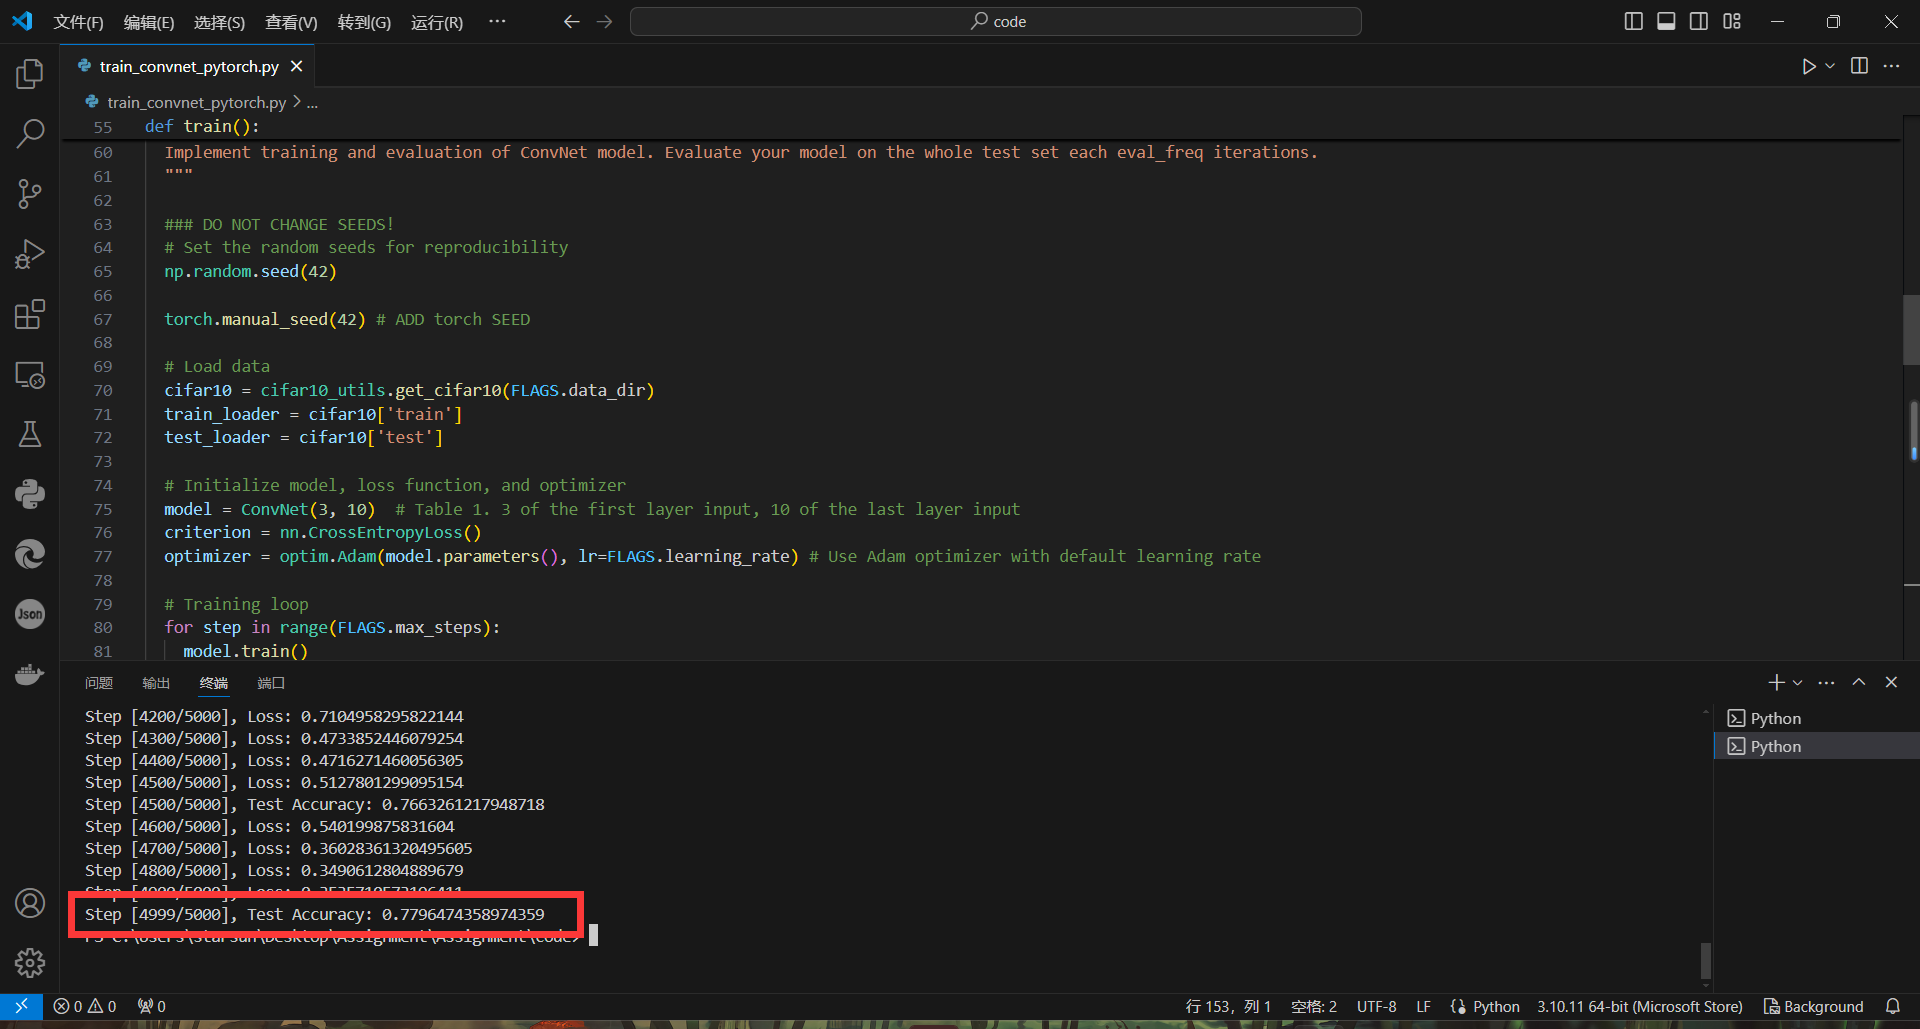 文件(F) 编辑(E) 选择(S) 查看(V) 转到(G) 运行(R) ··· code
train_convnet_pytorch.py
train_convnet_pytorch.py > ...
55 def train():
60 Implement training and evaluation of ConvNet model. Evaluate your model on the whole test set each eval_freq iterations.
61 """
62
63 ### DO NOT CHANGE SEEDS!
64 # Set the random seeds for reproducibility
65 np.random.seed(42)
66
67 torch.manual_seed(42) # ADD torch SEED
68
69 # Load data
70 cifar10 = cifar10_utils.get_cifar10(FLAGS.data_dir)
71 train_loader = cifar10['train']
72 test_loader = cifar10['test']
73
74 # Initialize model, loss function, and optimizer
75 model = ConvNet(3, 10)  # Table 1. 3 of the first layer input, 10 of the last layer input
76 criterion = nn.CrossEntropyLoss()
77 optimizer = optim.Adam(model.parameters(), lr=FLAGS.learning_rate) # Use Adam optimizer with default learning rate
78
79 # Training loop
80 for step in range(FLAGS.max_steps):
81 model.train()
Json
问题 输出 终端 端口
Step [4200/5000], Loss: 0.7104958295822144
Step [4300/5000], Loss: 0.4733852446079254
Step [4400/5000], Loss: 0.4716271460056305
Step [4500/5000], Loss: 0.5127801299095154
Step [4500/5000], Test Accuracy: 0.7663261217948718
Step [4600/5000], Loss: 0.540199875831604
Step [4700/5000], Loss: 0.36028361320495605
Step [4800/5000], Loss: 0.3490612804889679
Step [4900/5000], Loss:
Step [4999/5000], Test Accuracy: 0.7796474358974359
PS C:\Users\starsun\Desktop\Assignment\Assignment\code>
Python
Python
0 0 0 行 153, 列 1 空格: 2 UTF-8 LF Python 3.10.11 64-bit (Microsoft Store) Background